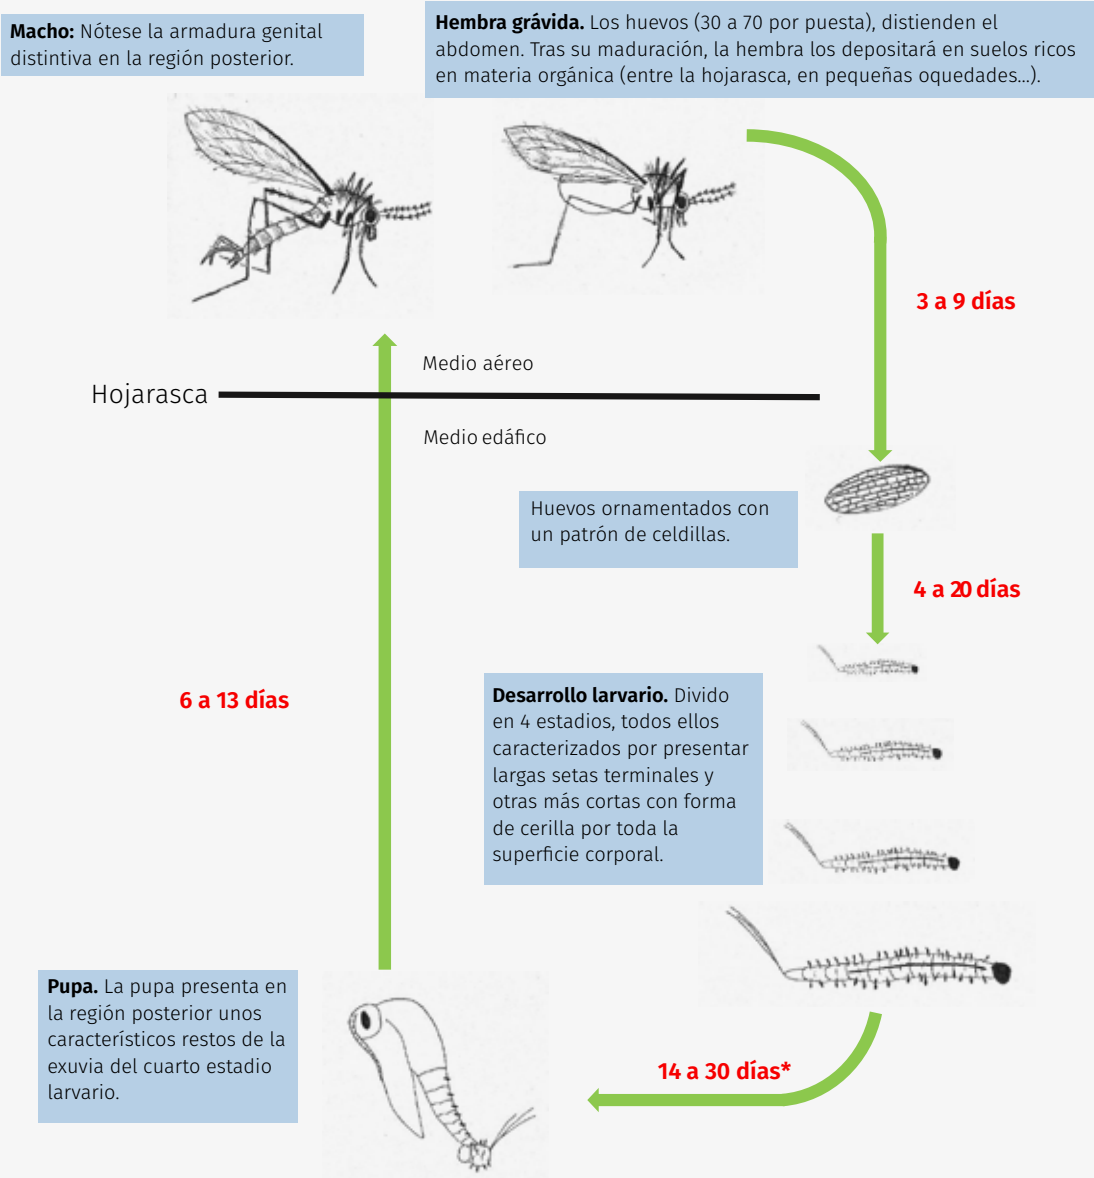 Macho: Nótese la armadura genital
distintiva en la región posterior.
Hembra grávida. Los huevos (30 a 70 por puesta), distienden el
abdomen. Tras su maduración, la hembra los depositará en suelos ricos
en materia orgánica (entre la hojarasca, en pequeñas oquedades...).
3 a 9 días
Medio aéreo
Hojarasca
Medio edáfico
Huevos ornamentados con
un patrón de celdillas.
4 a 20 días
6 a 13 días
Desarrollo larvario. Divido
en 4 estadios, todos ellos
caracterizados por presentar
largas setas terminales y
otras más cortas con forma
de cerilla por toda la
superficie corporal.
Pupa. La pupa presenta en
la región posterior unos
característicos restos de la
exuvia del cuarto estadio
larvario.
14 a 30 días*